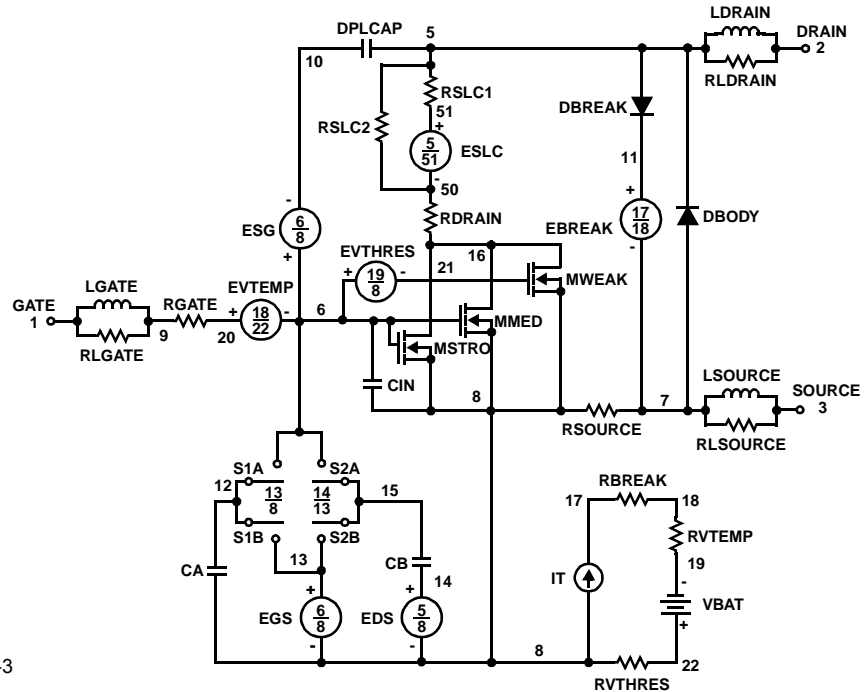 LDRAIN
DPLCAP 5 DRAIN
10 2
RSLC1 RLDRAIN
51 DBREAK
RSLC2 +
5
51 ESLC 11
- 50 +
- 17
18
6
8 RDRAIN EBREAK DBODY
ESG EVTHRES 16 -
+ + 19
8 - 21 MWEAK
LGATE EVTEMP
GATE RGATE + 18
22 - 6 MMED
1 9 20 MSTRO
RLGATE LSOURCE
CIN 8 7 SOURCE
RSOURCE 3
RLSOURCE
S1A S2A
12 13
8 14
13 15 RBREAK
17 18
S1B S2B RVTEMP
13 CB 19
CA 14 IT -
+ + VBAT
EGS 6
8 EDS 5
8 +
- - 8 22
RVTHRES
-3